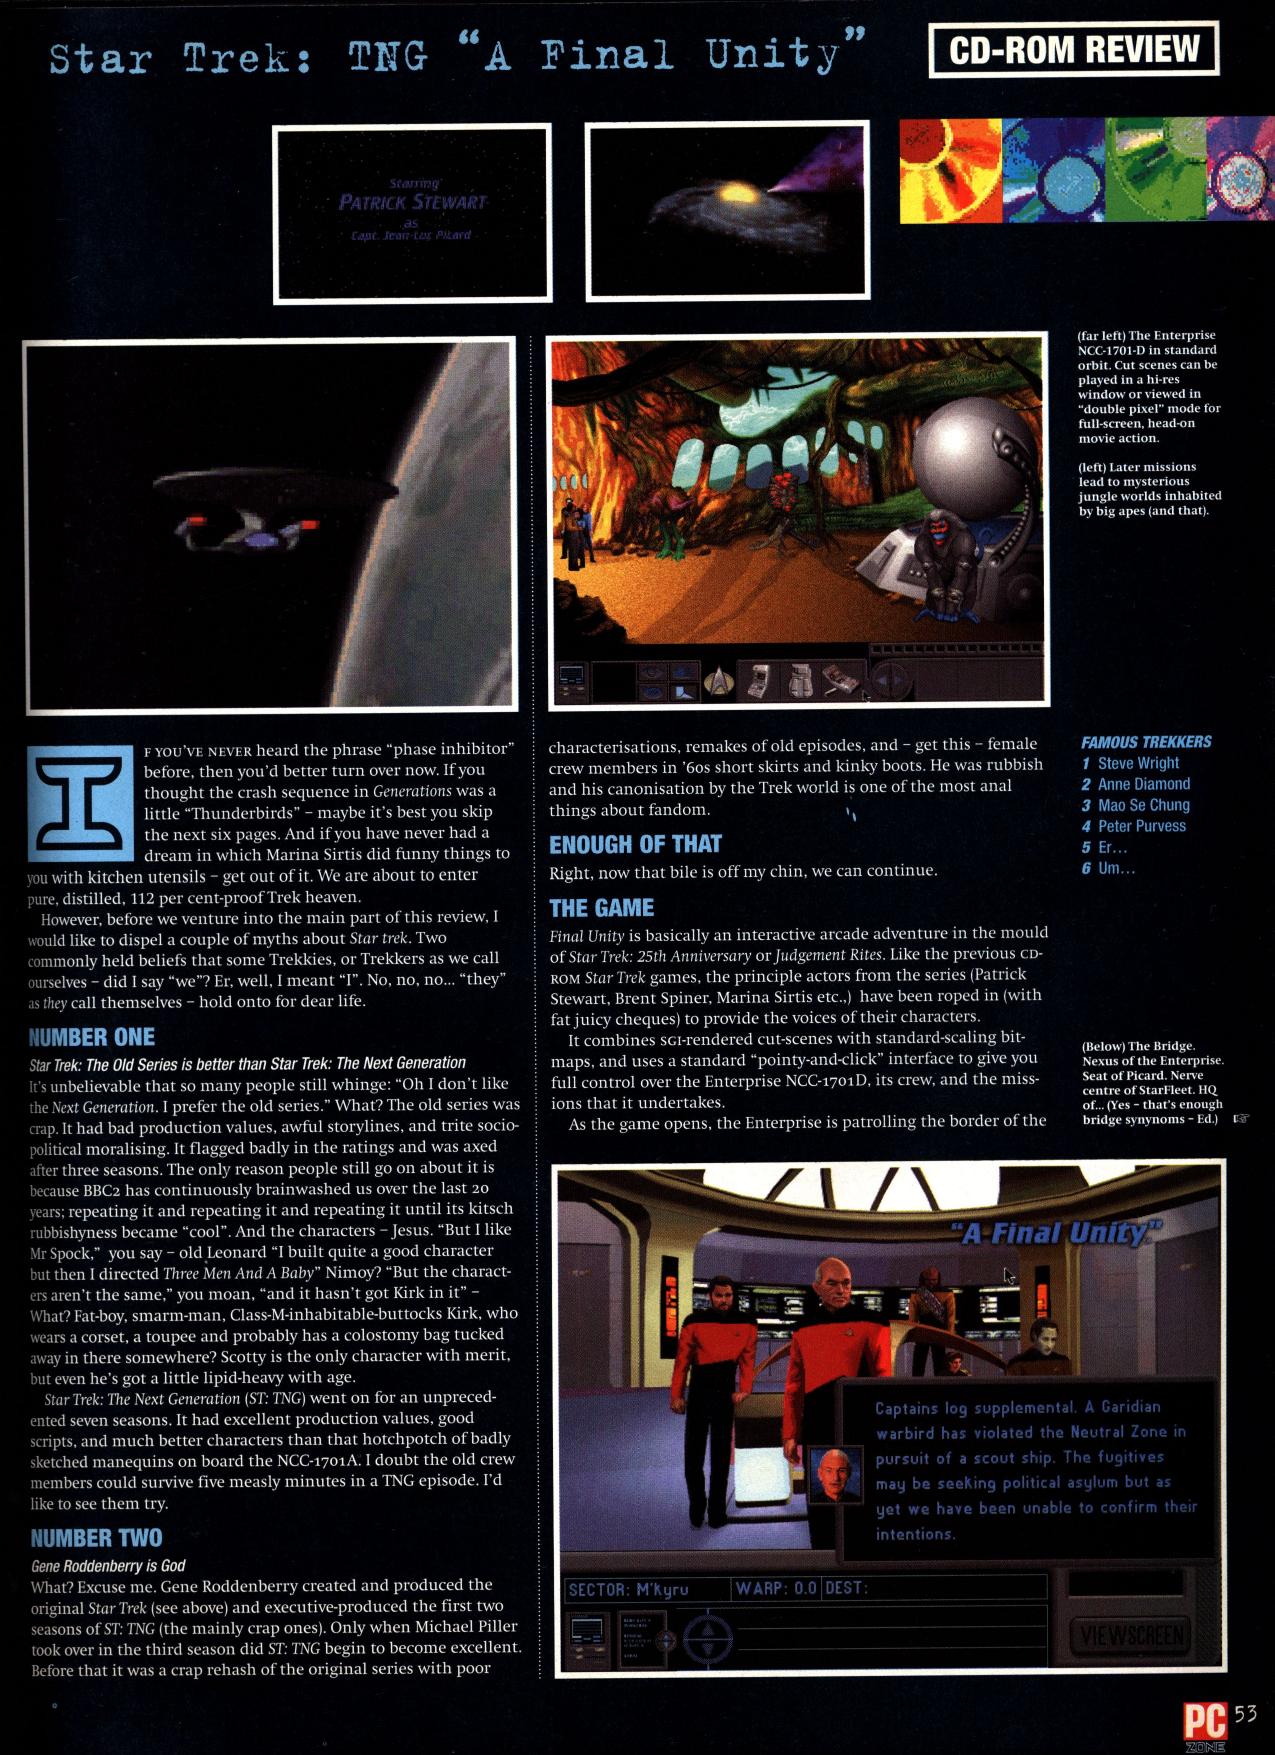 Star Trek: TNG “A Final Unity”
CD-ROM REVIEW
Starring
PATRICK STEWART
as
Capt. Jean-Luc Picard
(far left) The Enterprise
NCC-1701-D in standard
orbit. Cut scenes can be
played in a hi-res
window or viewed in
“double pixel” mode for
full-screen, head-on
movie action.
(left) Later missions
lead to mysterious
jungle worlds inhabited
by big apes (and that).
IF YOU’VE NEVER heard the phrase “phase inhibitor”
before, then you’d better turn over now. If you
thought the crash sequence in Generations was a
little “Thunderbirds” – maybe it’s best you skip
the next six pages. And if you have never had a
dream in which Marina Sirtis did funny things to
you with kitchen utensils – get out of it. We are about to enter
pure, distilled, 112 per cent-proof Trek heaven.
However, before we venture into the main part of this review, I
would like to dispel a couple of myths about Star trek. Two
commonly held beliefs that some Trekkies, or Trekkers as we call
ourselves – did I say “we”? Er, well, I meant “I”. No, no, no... “they”
as they call themselves – hold onto for dear life.
NUMBER ONE
Star Trek: The Old Series is better than Star Trek: The Next Generation
It’s unbelievable that so many people still whinge: “Oh I don’t like
the Next Generation. I prefer the old series.” What? The old series was
crap. It had bad production values, awful storylines, and trite socio-
political moralising. It flagged badly in the ratings and was axed
after three seasons. The only reason people still go on about it is
because BBC2 has continuously brainwashed us over the last 20
years; repeating it and repeating it and repeating it until its kitsch
rubbishyness became “cool”. And the characters – Jesus. “But I like
Mr Spock,” you say – old Leonard “I built quite a good character
but then I directed Three Men And A Baby” Nimoy? “But the charact-
ers aren’t the same,” you moan, “and it hasn’t got Kirk in it” –
What? Fat-boy, smarm-man, Class-M-inhabitable-buttocks Kirk, who
wears a corset, a toupee and probably has a colostomy bag tucked
away in there somewhere? Scotty is the only character with merit,
but even he’s got a little lipid-heavy with age.
Star Trek: The Next Generation (ST: TNG) went on for an unpreced-
ented seven seasons. It had excellent production values, good
scripts, and much better characters than that hotchpotch of badly
sketched manequins on board the NCC-1701A. I doubt the old crew
members could survive five measly minutes in a TNG episode. I’d
like to see them try.
NUMBER TWO
Gene Roddenberry is God
What? Excuse me. Gene Roddenberry created and produced the
original Star Trek (see above) and executive-produced the first two
seasons of ST: TNG (the mainly crap ones). Only when Michael Piller
took over in the third season did ST: TNG begin to become excellent.
Before that it was a crap rehash of the original series with poor
characterisations, remakes of old episodes, and – get this – female
crew members in ’60s short skirts and kinky boots. He was rubbish
and his canonisation by the Trek world is one of the most anal
things about fandom.
ENOUGH OF THAT
Right, now that bile is off my chin, we can continue.
THE GAME
Final Unity is basically an interactive arcade adventure in the mould
of Star Trek: 25th Anniversary or Judgement Rites. Like the previous CD-
ROM Star Trek games, the principle actors from the series (Patrick
Stewart, Brent Spiner, Marina Sirtis etc.,) have been roped in (with
fat juicy cheques) to provide the voices of their characters.
It combines SGI-rendered cut-scenes with standard-scaling bit-
maps, and uses a standard “pointy-and-click” interface to give you
full control over the Enterprise NCC-1701D, its crew, and the miss-
ions that it undertakes.
As the game opens, the Enterprise is patrolling the border of the
FAMOUS TREKKERS
1 Steve Wright
2 Anne Diamond
3 Mao Se Chung
4 Peter Purvess
5 Er...
6 Um...
(Below) The Bridge.
Nexus of the Enterprise.
Seat of Picard. Nerve
centre of StarFleet. HQ
of... (Yes – that’s enough
bridge synynoms – Ed.)
“A Final Unity”
Captains log supplemental. A Garidian
warbird has violated the Neutral Zone in
pursuit of a scout ship. The fugitives
may be seeking political asylum but as
yet we have been unable to confirm their
intentions.
SECTOR: M’kyru
WARP: 0.0
DEST:
VIEWSCREEN
PC
ZONE
53